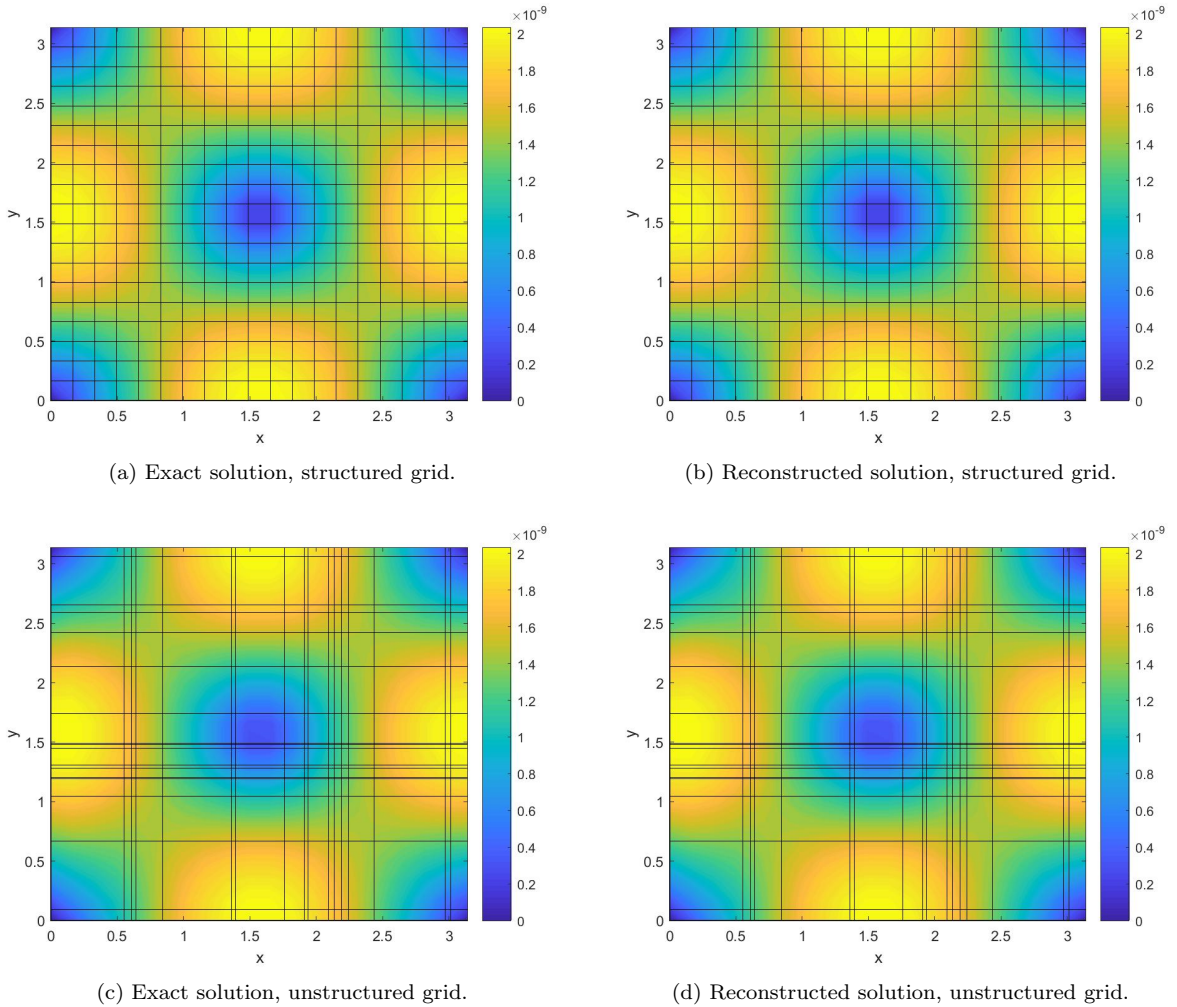 ×10⁻⁹ ×10⁻⁹
3 2.5 2 1.5 1 0.5 0
y
0 0.5 1 1.5 2 2.5 3
x
2 1.8 1.6 1.4 1.2 1 0.8 0.6 0.4 0.2 0
3 2.5 2 1.5 1 0.5 0
y
0 0.5 1 1.5 2 2.5 3
x
2 1.8 1.6 1.4 1.2 1 0.8 0.6 0.4 0.2 0
(a) Exact solution, structured grid.
(b) Reconstructed solution, structured grid.
×10⁻⁹ ×10⁻⁹
3 2.5 2 1.5 1 0.5 0
y
0 0.5 1 1.5 2 2.5 3
x
2 1.8 1.6 1.4 1.2 1 0.8 0.6 0.4 0.2 0
3 2.5 2 1.5 1 0.5 0
y
0 0.5 1 1.5 2 2.5 3
x
2 1.8 1.6 1.4 1.2 1 0.8 0.6 0.4 0.2 0
(c) Exact solution, unstructured grid.
(d) Reconstructed solution, unstructured grid.